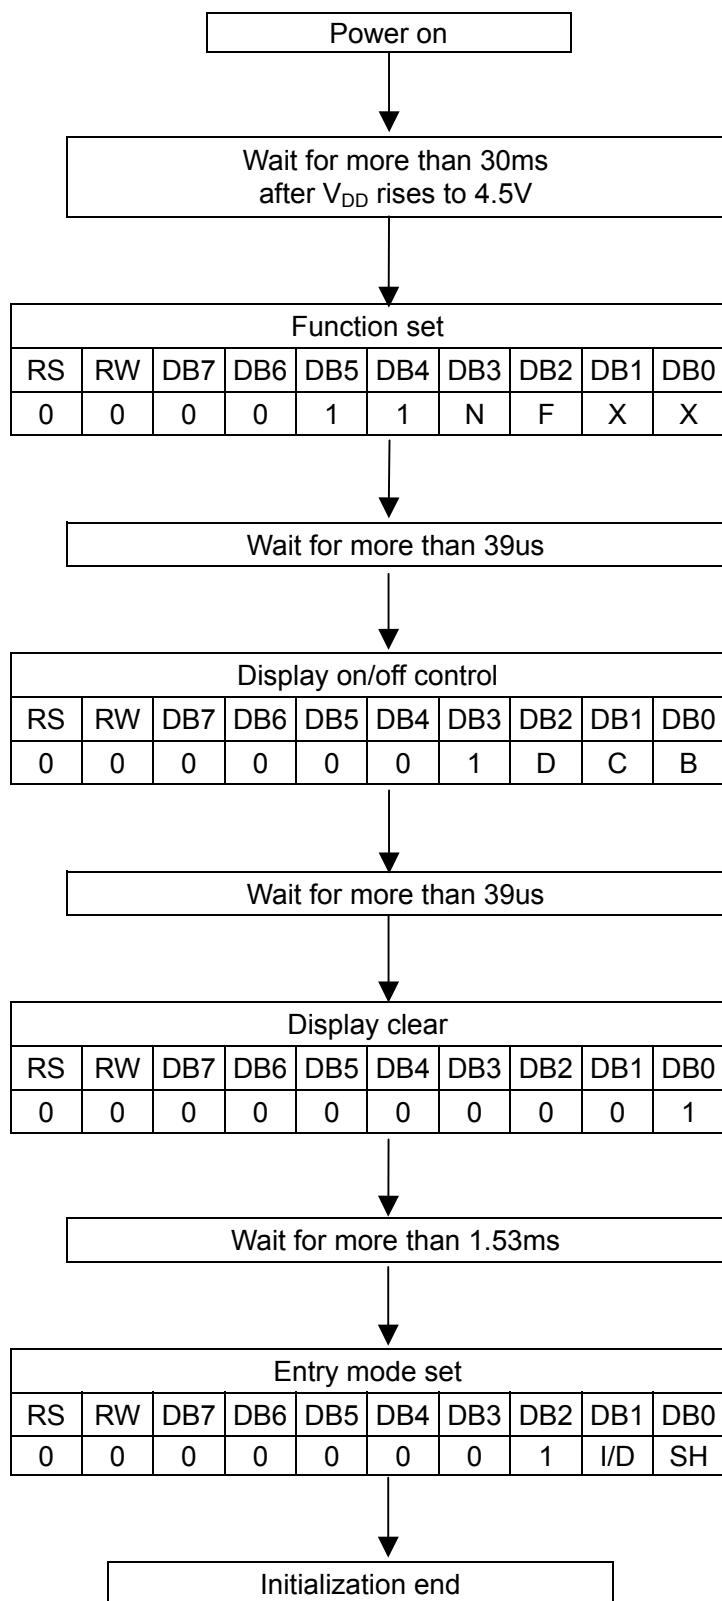 Power on
Wait for more than 30ms
after VDD rises to 4.5V
Function set
RS RW DB7 DB6 DB5 DB4 DB3 DB2 DB1 DB0
0 0 0 0 1 1 N F X X
Wait for more than 39us
Display on/off control
RS RW DB7 DB6 DB5 DB4 DB3 DB2 DB1 DB0
0 0 0 0 0 0 1 D C B
Wait for more than 39us
Display clear
RS RW DB7 DB6 DB5 DB4 DB3 DB2 DB1 DB0
0 0 0 0 0 0 0 0 0 1
Wait for more than 1.53ms
Entry mode set
RS RW DB7 DB6 DB5 DB4 DB3 DB2 DB1 DB0
0 0 0 0 0 0 0 1 I/D SH
Initialization end